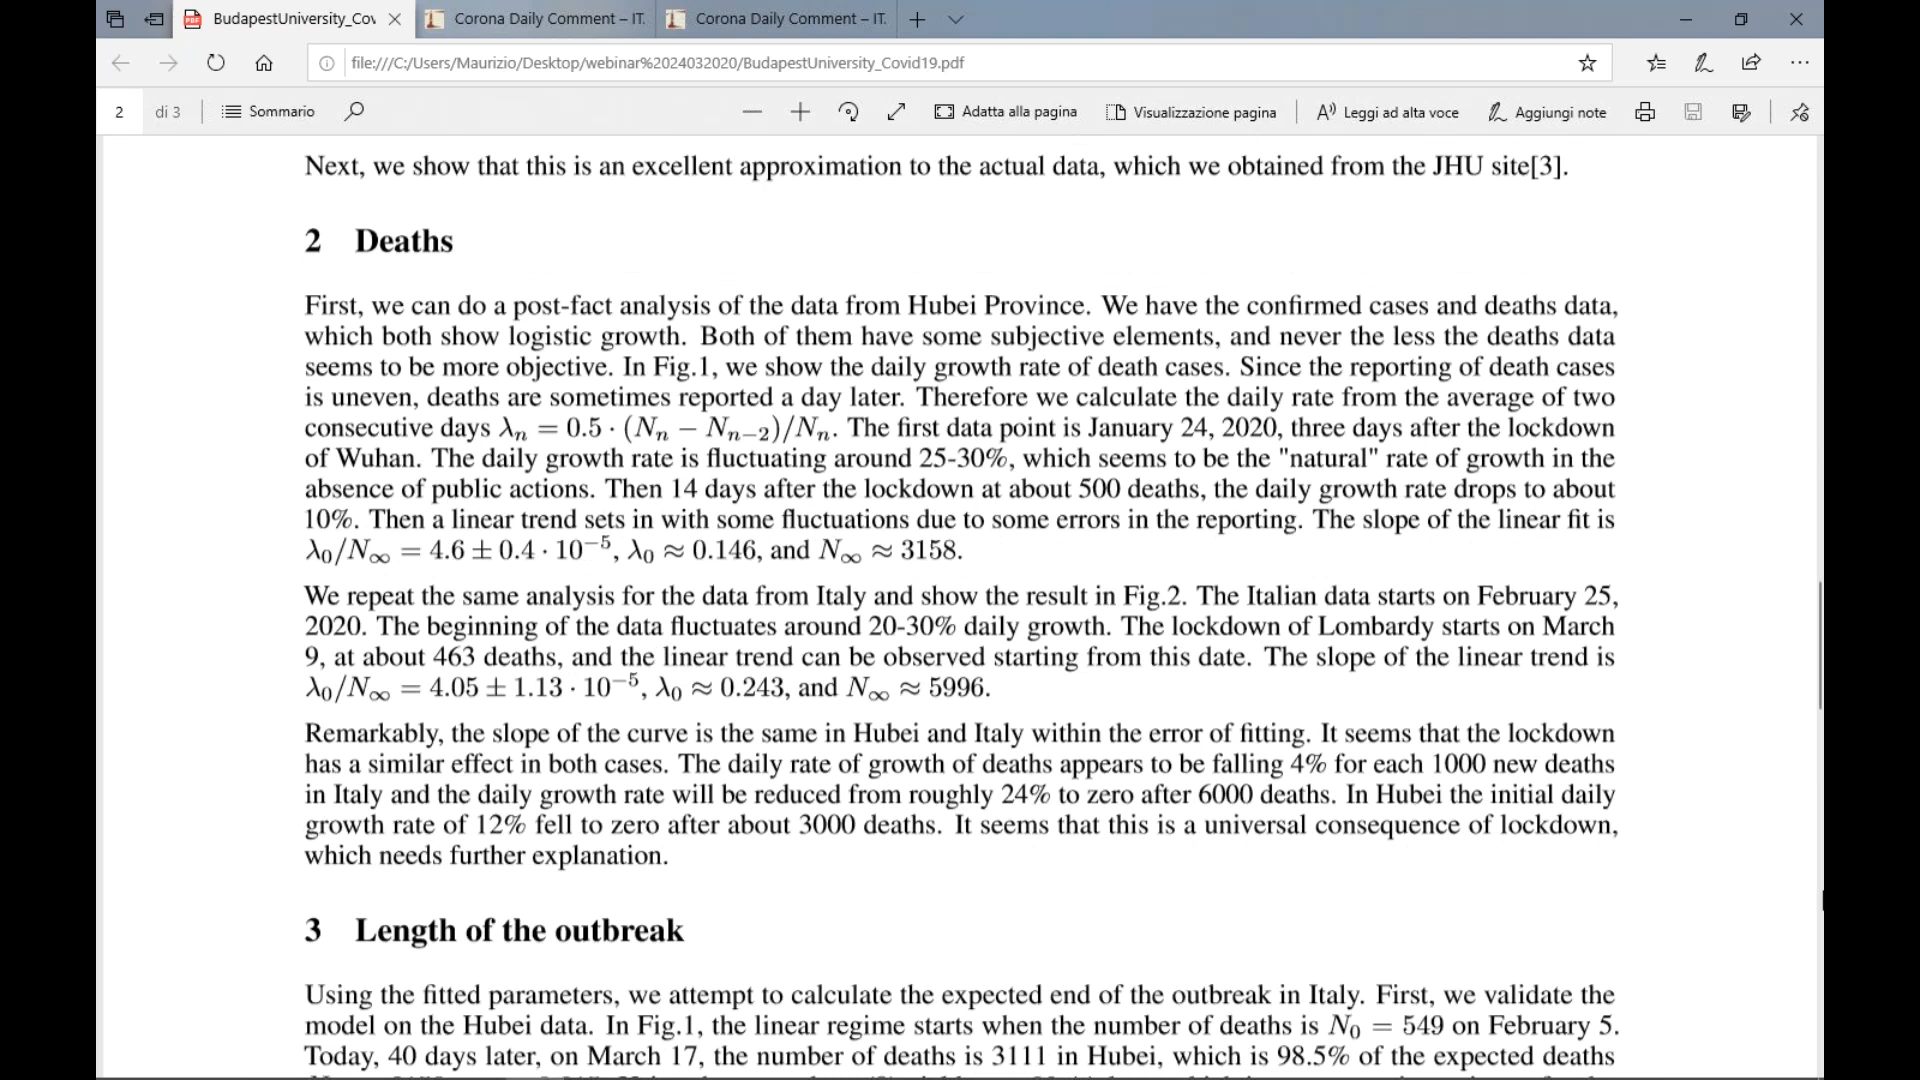 BudapestUniversity_Cov
Corona Daily Comment – IT.
Corona Daily Comment – IT.
file:///C:/Users/Maurizio/Desktop/webinar%2024032020/BudapestUniversity_Covid19.pdf
2 di 3 Sommario Adatta alla pagina Visualizzazione pagina Leggi ad alta voce Aggiungi note
Next, we show that this is an excellent approximation to the actual data, which we obtained from the JHU site[3].
2 Deaths
First, we can do a post-fact analysis of the data from Hubei Province. We have the confirmed cases and deaths data,
which both show logistic growth. Both of them have some subjective elements, and never the less the deaths data
seems to be more objective. In Fig.1, we show the daily growth rate of death cases. Since the reporting of death cases
is uneven, deaths are sometimes reported a day later. Therefore we calculate the daily rate from the average of two
consecutive days λₙ = 0.5 · (Nₙ − Nₙ₋₂)/Nₙ. The first data point is January 24, 2020, three days after the lockdown
of Wuhan. The daily growth rate is fluctuating around 25-30%, which seems to be the "natural" rate of growth in the
absence of public actions. Then 14 days after the lockdown at about 500 deaths, the daily growth rate drops to about
10%. Then a linear trend sets in with some fluctuations due to some errors in the reporting. The slope of the linear fit is
λ₀/N∞ = 4.6 ± 0.4 · 10⁻⁵, λ₀ ≈ 0.146, and N∞ ≈ 3158.
We repeat the same analysis for the data from Italy and show the result in Fig.2. The Italian data starts on February 25,
2020. The beginning of the data fluctuates around 20-30% daily growth. The lockdown of Lombardy starts on March
9, at about 463 deaths, and the linear trend can be observed starting from this date. The slope of the linear trend is
λ₀/N∞ = 4.05 ± 1.13 · 10⁻⁵, λ₀ ≈ 0.243, and N∞ ≈ 5996.
Remarkably, the slope of the curve is the same in Hubei and Italy within the error of fitting. It seems that the lockdown
has a similar effect in both cases. The daily rate of growth of deaths appears to be falling 4% for each 1000 new deaths
in Italy and the daily growth rate will be reduced from roughly 24% to zero after 6000 deaths. In Hubei the initial daily
growth rate of 12% fell to zero after about 3000 deaths. It seems that this is a universal consequence of lockdown,
which needs further explanation.
3 Length of the outbreak
Using the fitted parameters, we attempt to calculate the expected end of the outbreak in Italy. First, we validate the
model on the Hubei data. In Fig.1, the linear regime starts when the number of deaths is N₀ = 549 on February 5.
Today, 40 days later, on March 17, the number of deaths is 3111 in Hubei, which is 98.5% of the expected deaths